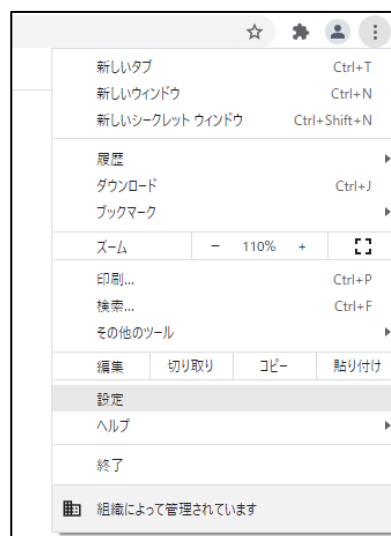 新しいタブ Ctrl+T
新しいウィンドウ Ctrl+N
新しいシークレット ウィンドウ Ctrl+Shift+N
履歴
ダウンロード Ctrl+J
ブックマーク
ズーム − 110% +
印刷... Ctrl+P
検索... Ctrl+F
その他のツール
編集 切り取り コピー 貼り付け
設定
ヘルプ
終了
組織によって管理されています